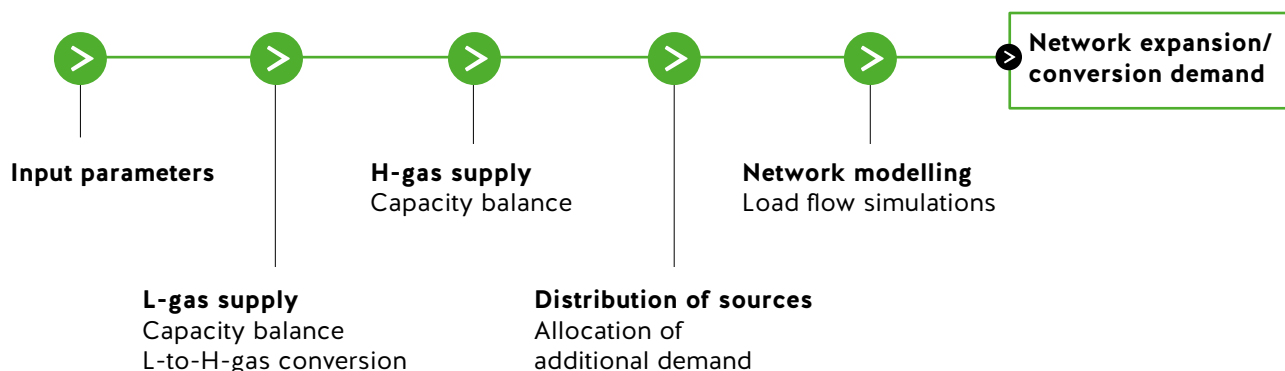 Input parameters
L-gas supply
Capacity balance
L-to-H-gas conversion
H-gas supply
Capacity balance
Distribution of sources
Allocation of
additional demand
Network modelling
Load flow simulations
Network expansion/
conversion demand